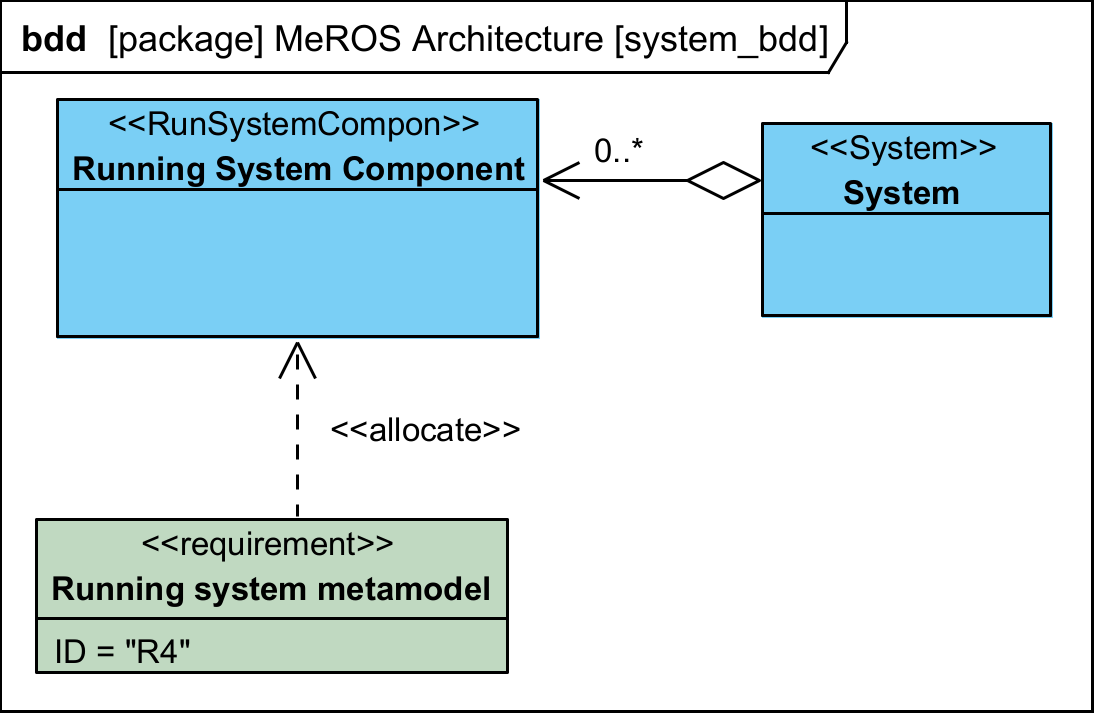 bdd [package] MeROS Architecture [system_bdd]
<<RunSystemCompon>>
Running System Component
0..*
<<System>>
System
<<allocate>>
<<requirement>>
Running system metamodel
ID = "R4"